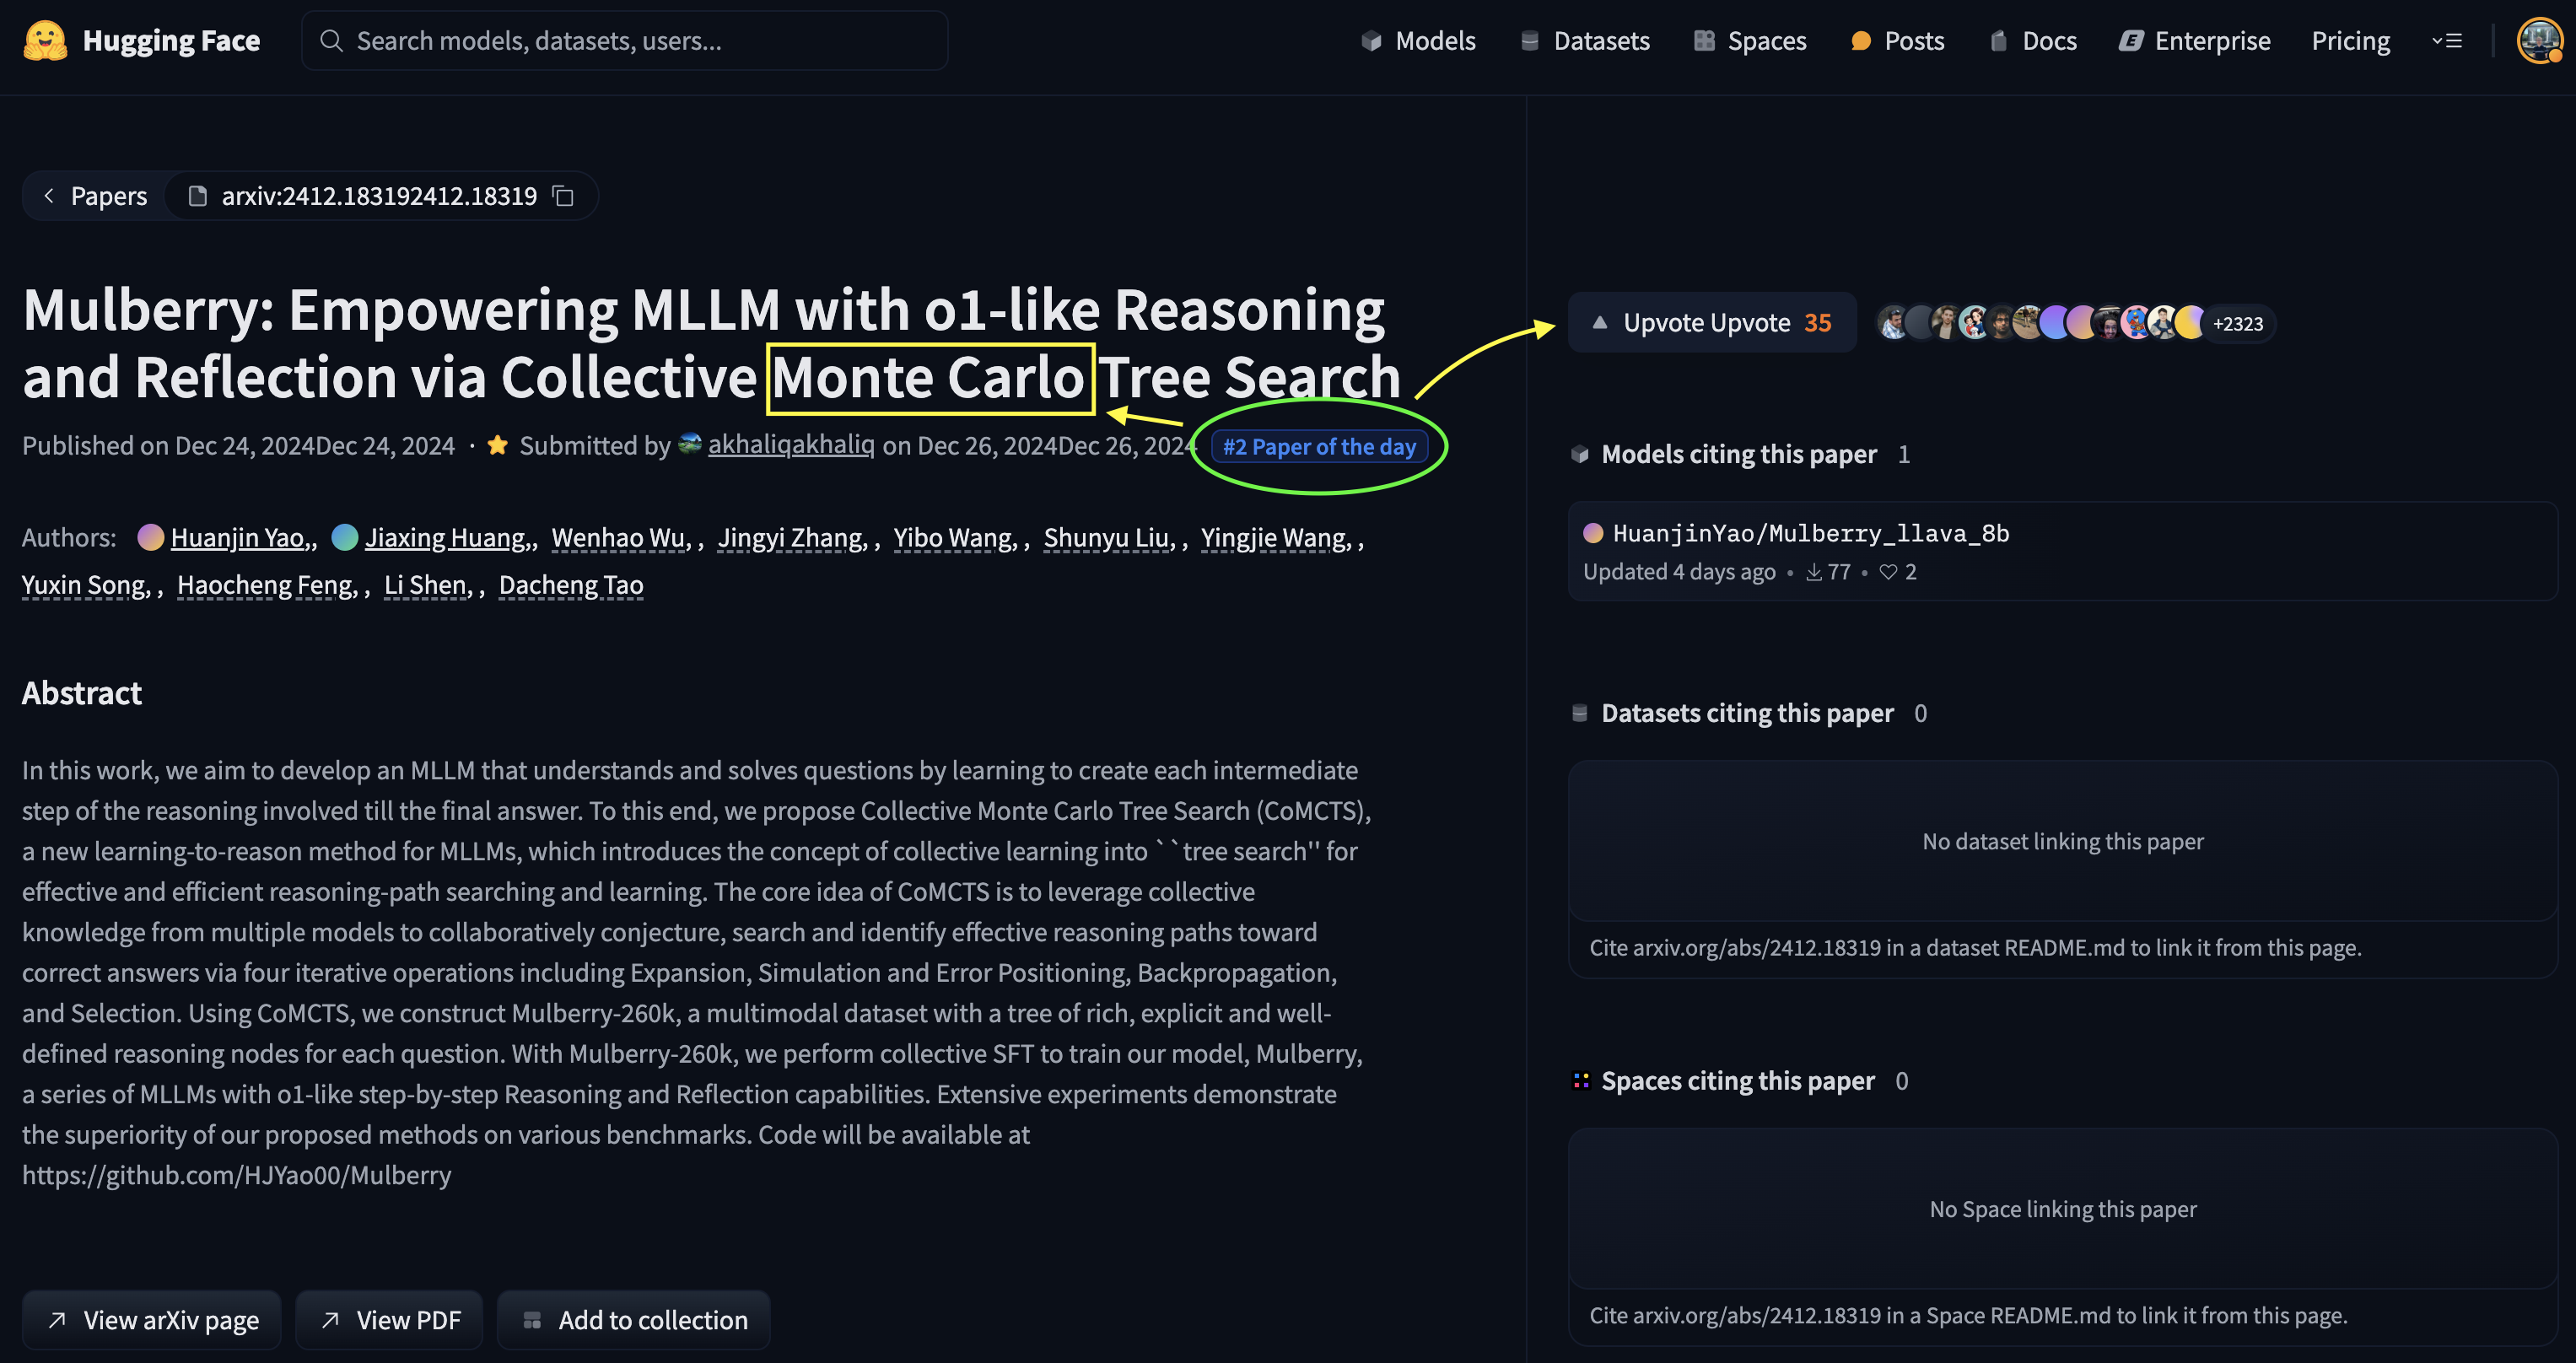 Hugging Face
Search models, datasets, users...
Models
Datasets
Spaces
Posts
Docs
Enterprise
Pricing
Papers
arxiv:2412.183192412.18319
Mulberry: Empowering MLLM with o1-like Reasoning
and Reflection via Collective Monte Carlo Tree Search
Published on Dec 24, 2024Dec 24, 2024 · Submitted by akhaliqakhaliq on Dec 26, 2024Dec 26, 2024 #2 Paper of the day
Authors: Huanjin Yao,, Jiaxing Huang,, Wenhao Wu, , Jingyi Zhang, , Yibo Wang, , Shunyu Liu, , Yingjie Wang, ,
Yuxin Song, , Haocheng Feng, , Li Shen, , Dacheng Tao
Abstract
In this work, we aim to develop an MLLM that understands and solves questions by learning to create each intermediate
step of the reasoning involved till the final answer. To this end, we propose Collective Monte Carlo Tree Search (CoMCTS),
a new learning-to-reason method for MLLMs, which introduces the concept of collective learning into ``tree search'' for
effective and efficient reasoning-path searching and learning. The core idea of CoMCTS is to leverage collective
knowledge from multiple models to collaboratively conjecture, search and identify effective reasoning paths toward
correct answers via four iterative operations including Expansion, Simulation and Error Positioning, Backpropagation,
and Selection. Using CoMCTS, we construct Mulberry-260k, a multimodal dataset with a tree of rich, explicit and well-
defined reasoning nodes for each question. With Mulberry-260k, we perform collective SFT to train our model, Mulberry,
a series of MLLMs with o1-like step-by-step Reasoning and Reflection capabilities. Extensive experiments demonstrate
the superiority of our proposed methods on various benchmarks. Code will be available at
https://github.com/HJYao00/Mulberry
View arXiv page
View PDF
Add to collection
Upvote Upvote 35
+2323
Models citing this paper 1
HuanjinYao/Mulberry_llava_8b
Updated 4 days ago • 77 • 2
Datasets citing this paper 0
No dataset linking this paper
Cite arxiv.org/abs/2412.18319 in a dataset README.md to link it from this page.
Spaces citing this paper 0
No Space linking this paper
Cite arxiv.org/abs/2412.18319 in a Space README.md to link it from this page.